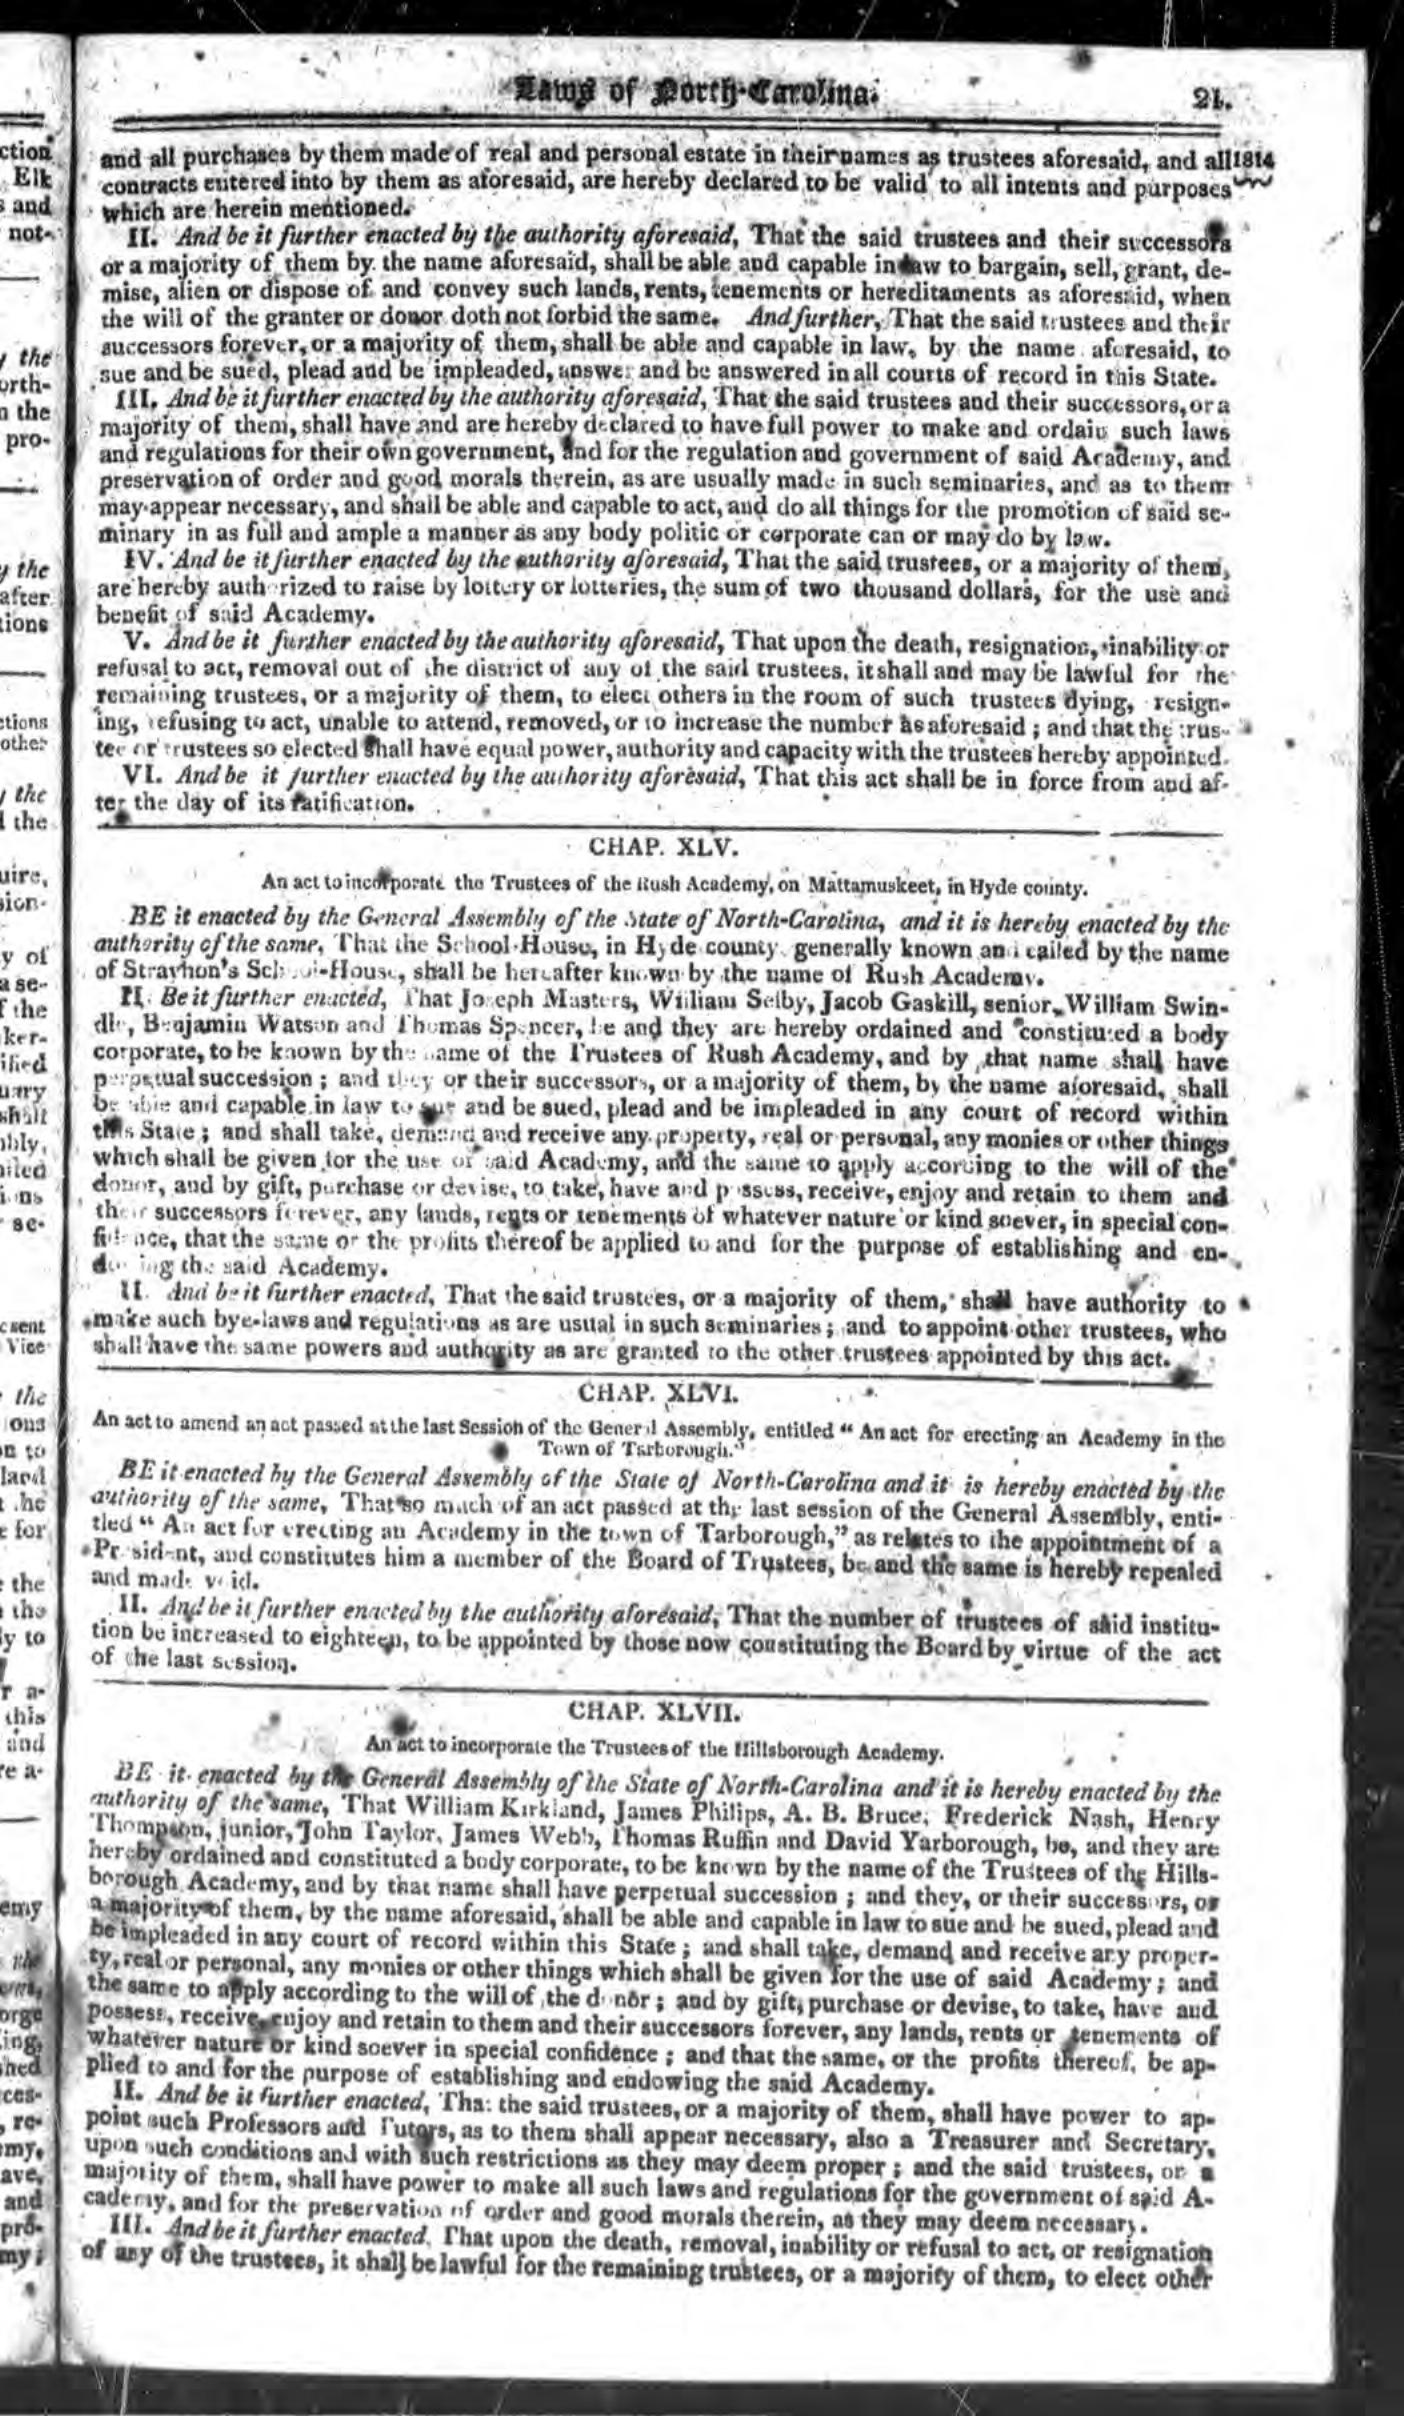 Laws of North-Carolina.
21.
and all purchases by them made of real and personal estate in their names as trustees aforesaid, and all 1814
contracts entered into by them as aforesaid, are hereby declared to be valid to all intents and purposes
which are herein mentioned.
II. And be it further enacted by the authority aforesaid, That the said trustees and their successors
or a majority of them by the name aforesaid, shall be able and capable in law to bargain, sell, grant, de-
mise, alien or dispose of and convey such lands, rents, tenements or hereditaments as aforesaid, when
the will of the granter or donor doth not forbid the same. And further, That the said trustees and their
successors forever, or a majority of them, shall be able and capable in law, by the name aforesaid, to
sue and be sued, plead and be impleaded, answer and be answered in all courts of record in this State.
III. And be it further enacted by the authority aforesaid, That the said trustees and their successors, or a
majority of them, shall have and are hereby declared to have full power to make and ordain such laws
and regulations for their own government, and for the regulation and government of said Academy, and
preservation of order and good morals therein, as are usually made in such seminaries, and as to them
may appear necessary, and shall be able and capable to act, and do all things for the promotion of said se-
minary in as full and ample a manner as any body politic or corporate can or may do by law.
IV. And be it further enacted by the authority aforesaid, That the said trustees, or a majority of them,
are hereby authorized to raise by lottery or lotteries, the sum of two thousand dollars, for the use and
benefit of said Academy.
V. And be it further enacted by the authority aforesaid, That upon the death, resignation, inability or
refusal to act, removal out of the district of any of the said trustees, it shall and may be lawful for the
remaining trustees, or a majority of them, to elect others in the room of such trustees dying, resign-
ing, refusing to act, unable to attend, removed, or to increase the number as aforesaid ; and that the trus-
tee or trustees so elected shall have equal power, authority and capacity with the trustees hereby appointed.
VI. And be it further enacted by the authority aforesaid, That this act shall be in force from and af-
ter the day of its ratification.
CHAP. XLV.
An act to incorporate the Trustees of the Rush Academy, on Mattamuskeet, in Hyde county.
BE it enacted by the General Assembly of the State of North-Carolina, and it is hereby enacted by the
authority of the same, That the School-House, in Hyde county generally known and called by the name
of Strayhon's School-House, shall be hereafter known by the name of Rush Academy.
II. Be it further enacted, That Joseph Masters, William Selby, Jacob Gaskill, senior, William Swin-
dle, Benjamin Watson and Thomas Spencer, be and they are hereby ordained and constituted a body
corporate, to be known by the name of the Trustees of Rush Academy, and by that name shall have
perpetual succession ; and they or their successors, or a majority of them, by the name aforesaid, shall
be able and capable in law to sue and be sued, plead and be impleaded in any court of record within
this State ; and shall take, demand and receive any property, real or personal, any monies or other things
which shall be given for the use of said Academy, and the same to apply according to the will of the
donor, and by gift, purchase or devise, to take, have and possess, receive, enjoy and retain to them and
their successors forever, any lands, rents or tenements of whatever nature or kind soever, in special con-
fidence, that the same or the profits thereof be applied to and for the purpose of establishing and en-
dowing the said Academy.
II. And be it further enacted, That the said trustees, or a majority of them, shall have authority to
make such bye-laws and regulations as are usual in such seminaries ; and to appoint other trustees, who
shall have the same powers and authority as are granted to the other trustees appointed by this act.
CHAP. XLVI.
An act to amend an act passed at the last Session of the General Assembly, entitled " An act for erecting an Academy in the
Town of Tarborough."
BE it enacted by the General Assembly of the State of North-Carolina and it is hereby enacted by the
authority of the same, That so much of an act passed at the last session of the General Assembly, enti-
tled " An act for erecting an Academy in the town of Tarborough," as relates to the appointment of a
President, and constitutes him a member of the Board of Trustees, be and the same is hereby repealed
and made void.
II. And be it further enacted by the authority aforesaid, That the number of trustees of said institu-
tion be increased to eighteen, to be appointed by those now constituting the Board by virtue of the act
of the last session.
CHAP. XLVII.
An act to incorporate the Trustees of the Hillsborough Academy.
BE it enacted by the General Assembly of the State of North-Carolina and it is hereby enacted by the
authority of the same, That William Kirkland, James Philips, A. B. Bruce, Frederick Nash, Henry
Thompson, junior, John Taylor, James Webb, Thomas Ruffin and David Yarborough, be, and they are
hereby ordained and constituted a body corporate, to be known by the name of the Trustees of the Hills-
borough Academy, and by that name shall have perpetual succession ; and they, or their successors, or
a majority of them, by the name aforesaid, shall be able and capable in law to sue and be sued, plead and
be impleaded in any court of record within this State ; and shall take, demand and receive any proper-
ty, real or personal, any monies or other things which shall be given for the use of said Academy ; and
the same to apply according to the will of the donor ; and by gift, purchase or devise, to take, have and
possess, receive, enjoy and retain to them and their successors forever, any lands, rents or tenements of
whatever nature or kind soever in special confidence ; and that the same, or the profits thereof, be ap-
plied to and for the purpose of establishing and endowing the said Academy.
II. And be it further enacted, That the said trustees, or a majority of them, shall have power to ap-
point such Professors and Tutors, as to them shall appear necessary, also a Treasurer and Secretary,
upon such conditions and with such restrictions as they may deem proper ; and the said trustees, or a
majority of them, shall have power to make all such laws and regulations for the government of said A-
cademy, and for the preservation of order and good morals therein, as they may deem necessary.
III. And be it further enacted, That upon the death, removal, inability or refusal to act, or resignation
of any of the trustees, it shall be lawful for the remaining trustees, or a majority of them, to elect other